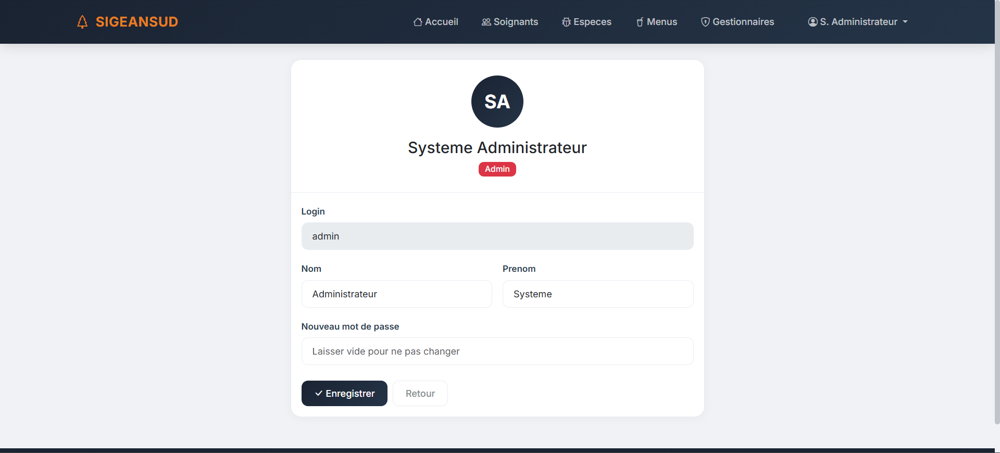 SIGEANSUD
Accueil
Soignants
Especes
Menus
Gestionnaires
S. Administrateur
SA
Systeme Administrateur
Admin
Login
admin
Nom
Prenom
Administrateur
Systeme
Nouveau mot de passe
Laisser vide pour ne pas changer
Enregistrer
Retour